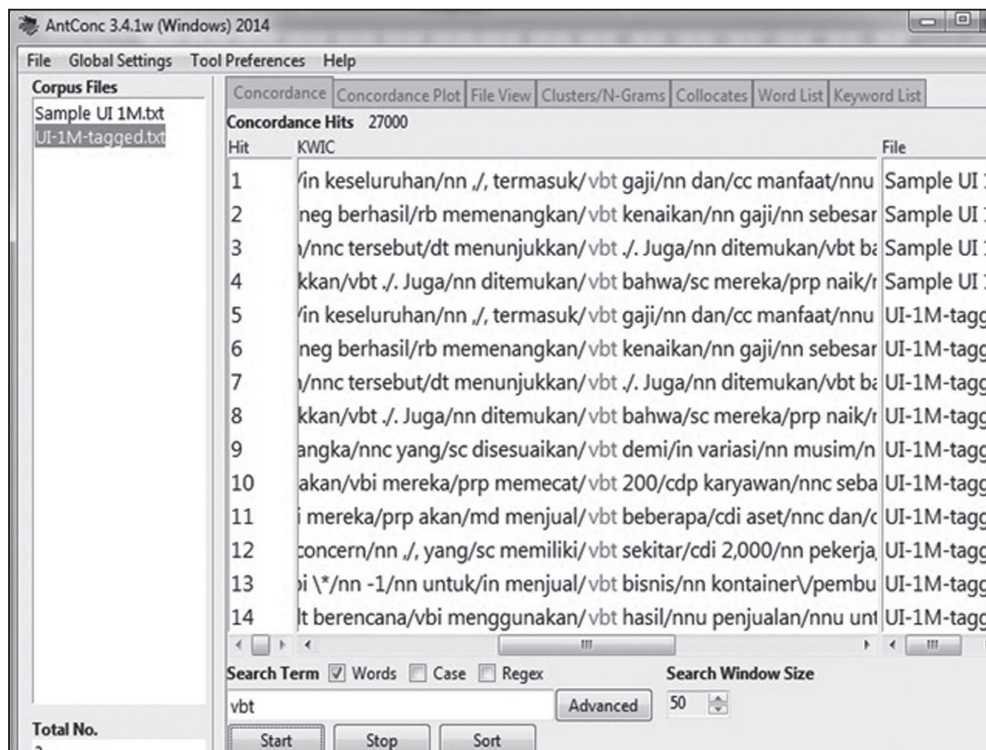 AntConc 3.4.1w (Windows) 2014
File Global Settings Tool Preferences Help
Corpus Files
Sample UI 1M.txt
UI-1M-tagged.txt
Concordance Concordance Plot File View Clusters/N-Grams Collocates Word List Keyword List
Concordance Hits 27000
Hit KWIC File
1 /in keseluruhan/nn ,/, termasuk/ vbt gaji/nn dan/cc manfaat/nnu Sample UI
2 neg berhasil/rb memenangkan/ vbt kenaikan/nn gaji/nn sebesar Sample UI
3 /nnc tersebut/dt menunjukkan/ vbt ./. Juga/nn ditemukan/vbt ba Sample UI
4 kkan/vbt ./. Juga/nn ditemukan/ vbt bahwa/sc mereka/prp naik/ Sample UI
5 /in keseluruhan/nn ,/, termasuk/ vbt gaji/nn dan/cc manfaat/nnu UI-1M-tagg
6 neg berhasil/rb memenangkan/ vbt kenaikan/nn gaji/nn sebesar UI-1M-tagg
7 /nnc tersebut/dt menunjukkan/ vbt ./. Juga/nn ditemukan/vbt ba UI-1M-tagg
8 kkan/vbt ./. Juga/nn ditemukan/ vbt bahwa/sc mereka/prp naik/ UI-1M-tagg
9 angka/nnc yang/sc disesuaikan/ vbt demi/in variasi/nn musim/n UI-1M-tagg
10 akan/vbi mereka/prp memecat/ vbt 200/cdp karyawan/nnc seba UI-1M-tagg
11 i mereka/prp akan/md menjual/ vbt beberapa/cdi aset/nnc dan/c UI-1M-tagg
12 concern/nn ,/, yang/sc memiliki/ vbt sekitar/cdi 2,000/nn pekerja, UI-1M-tagg
13 pi \*/nn -1/nn untuk/in menjual/ vbt bisnis/nn kontainer\/pembu UI-1M-tagg
14 lt berencana/vbi menggunakan/ vbt hasil/nnu penjualan/nnu unt UI-1M-tagg
Search Term Words Case Regex Search Window Size
vbt Advanced 50
Total No.
Start Stop Sort